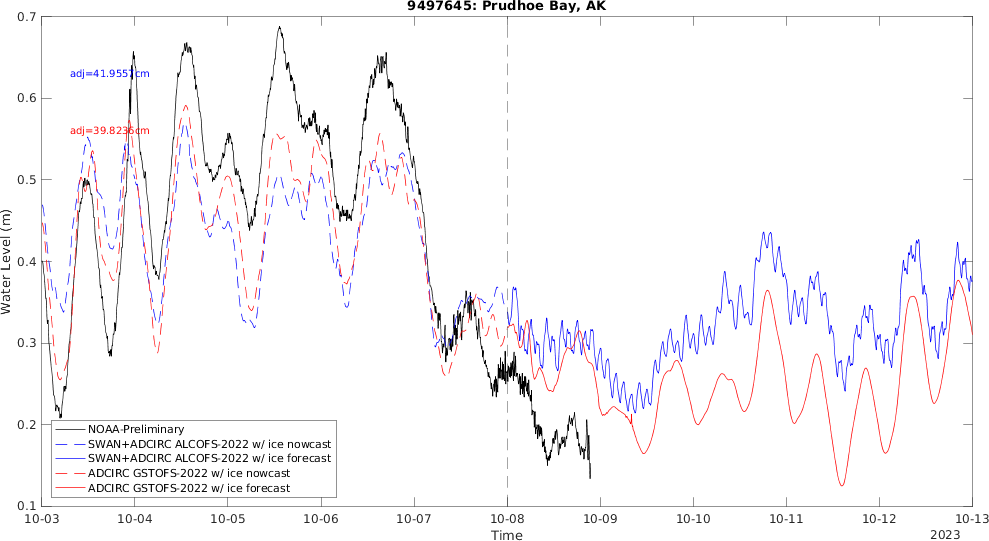 9497645: Prudhoe Bay, AK
0.7
0.6
0.5
0.4
0.3
0.2
0.1
Water Level (m)
adj=41.9557cm
adj=39.8236cm
NOAA-Preliminary
SWAN+ADCIRC ALCOFS-2022 w/ ice nowcast
SWAN+ADCIRC ALCOFS-2022 w/ ice forecast
ADCIRC GSTOFS-2022 w/ ice nowcast
ADCIRC GSTOFS-2022 w/ ice forecast
10-03 10-04 10-05 10-06 10-07 10-08 10-09 10-10 10-11 10-12 10-13
Time
2023